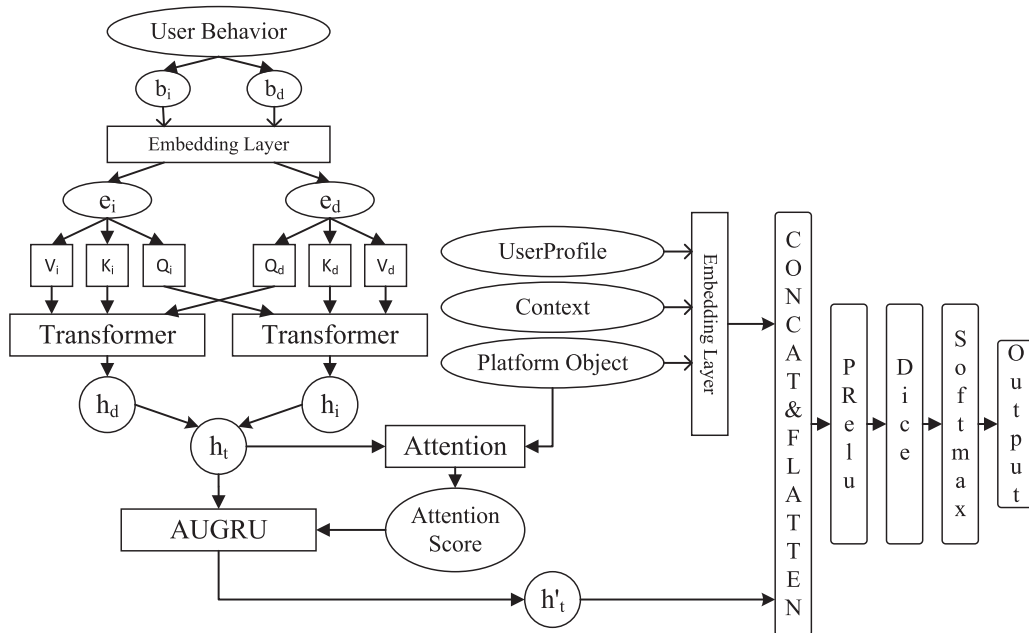 User Behavior
b_i
b_d
Embedding Layer
e_i
e_d
V_i
K_i
Q_i
Q_d
K_d
V_d
Transformer
Transformer
h_d
h_i
h_t
Attention
AUGRU
Attention
Score
h'_t
UserProfile
Context
Platform Object
Embedding Layer
CONCAT&FLATTEN
PRelu
Dice
Softmax
Output